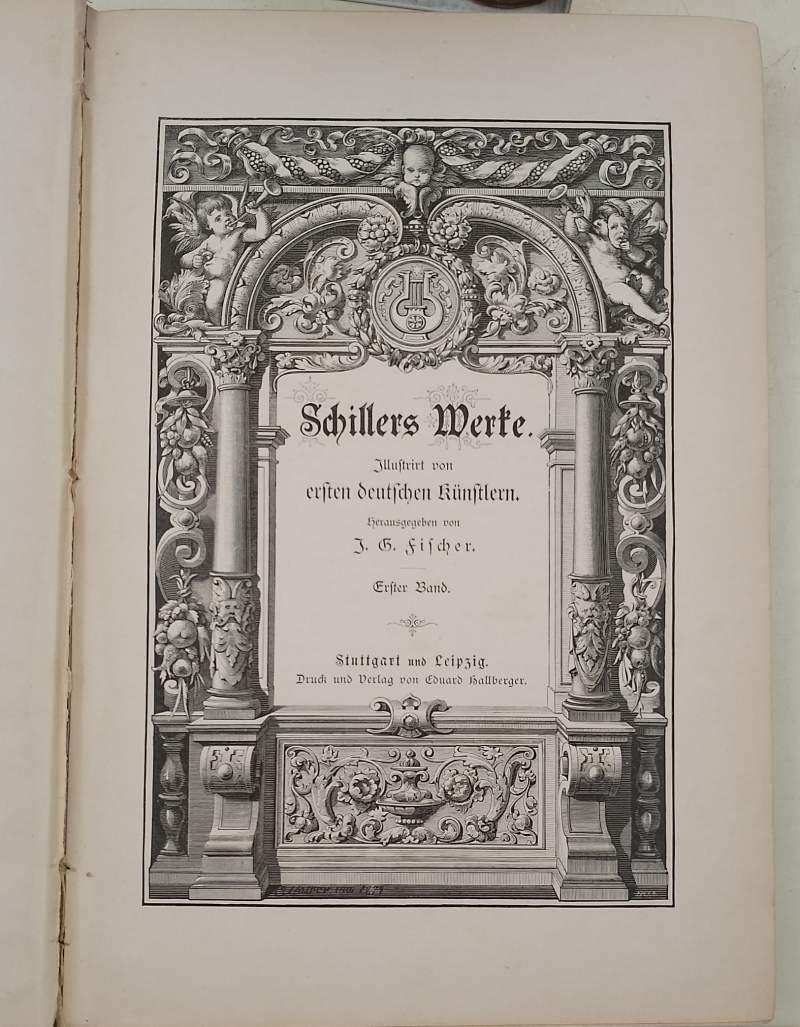 Schillers Werke.
Illustrirt von
ersten deutschen Künstlern.
Herausgegeben von
J. G. Fischer.
Erster Band.
Stuttgart und Leipzig.
Druck und Verlag von Eduard Hallberger.